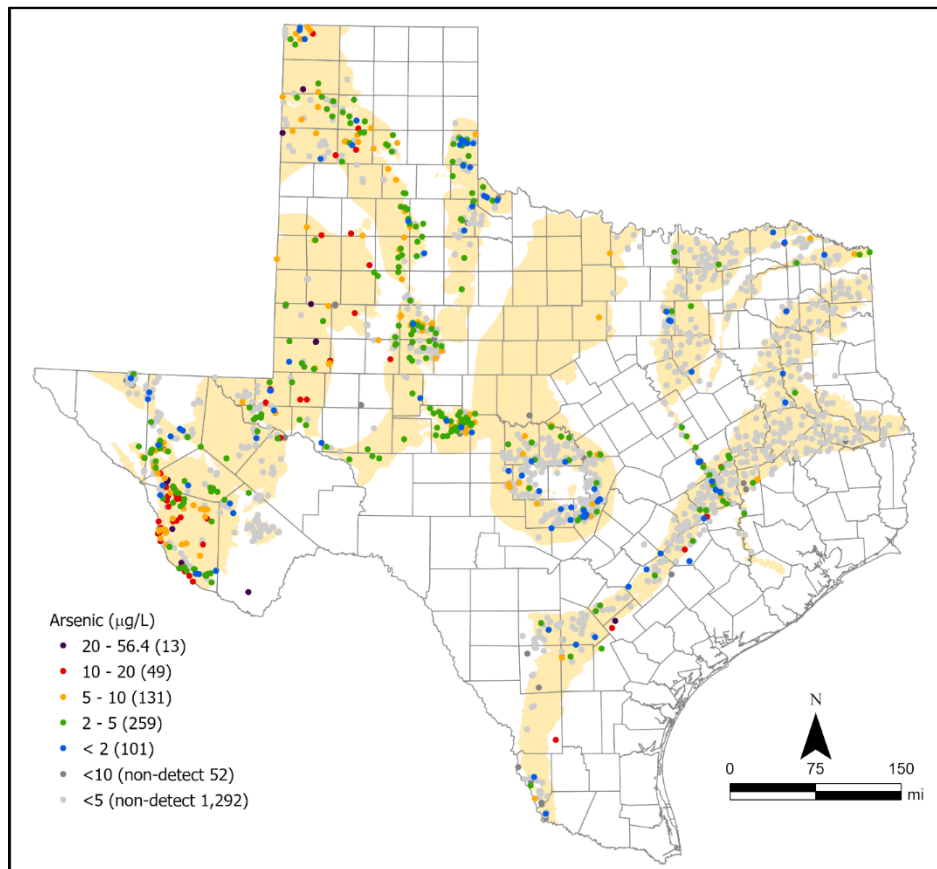 Arsenic (µg/L)
20 - 56.4 (13)
10 - 20 (49)
5 - 10 (131)
2 - 5 (259)
< 2 (101)
<10 (non-detect 52)
<5 (non-detect 1,292)
N
0 75 150
mi